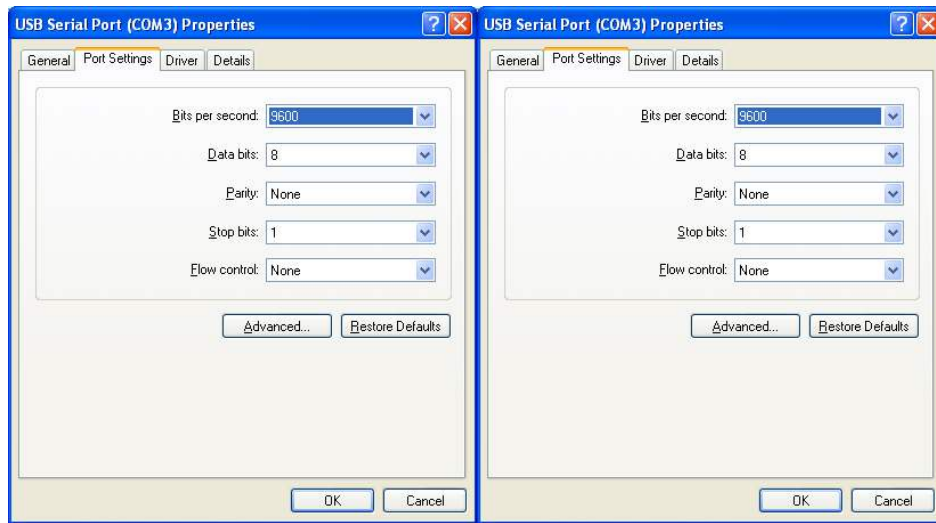 USB Serial Port (COM3) Properties
General Port Settings Driver Details
Bits per second: 9600
Data bits: 8
Parity: None
Stop bits: 1
Flow control: None
Advanced... Restore Defaults
OK Cancel
USB Serial Port (COM3) Properties
General Port Settings Driver Details
Bits per second: 9600
Data bits: 8
Parity: None
Stop bits: 1
Flow control: None
Advanced... Restore Defaults
OK Cancel